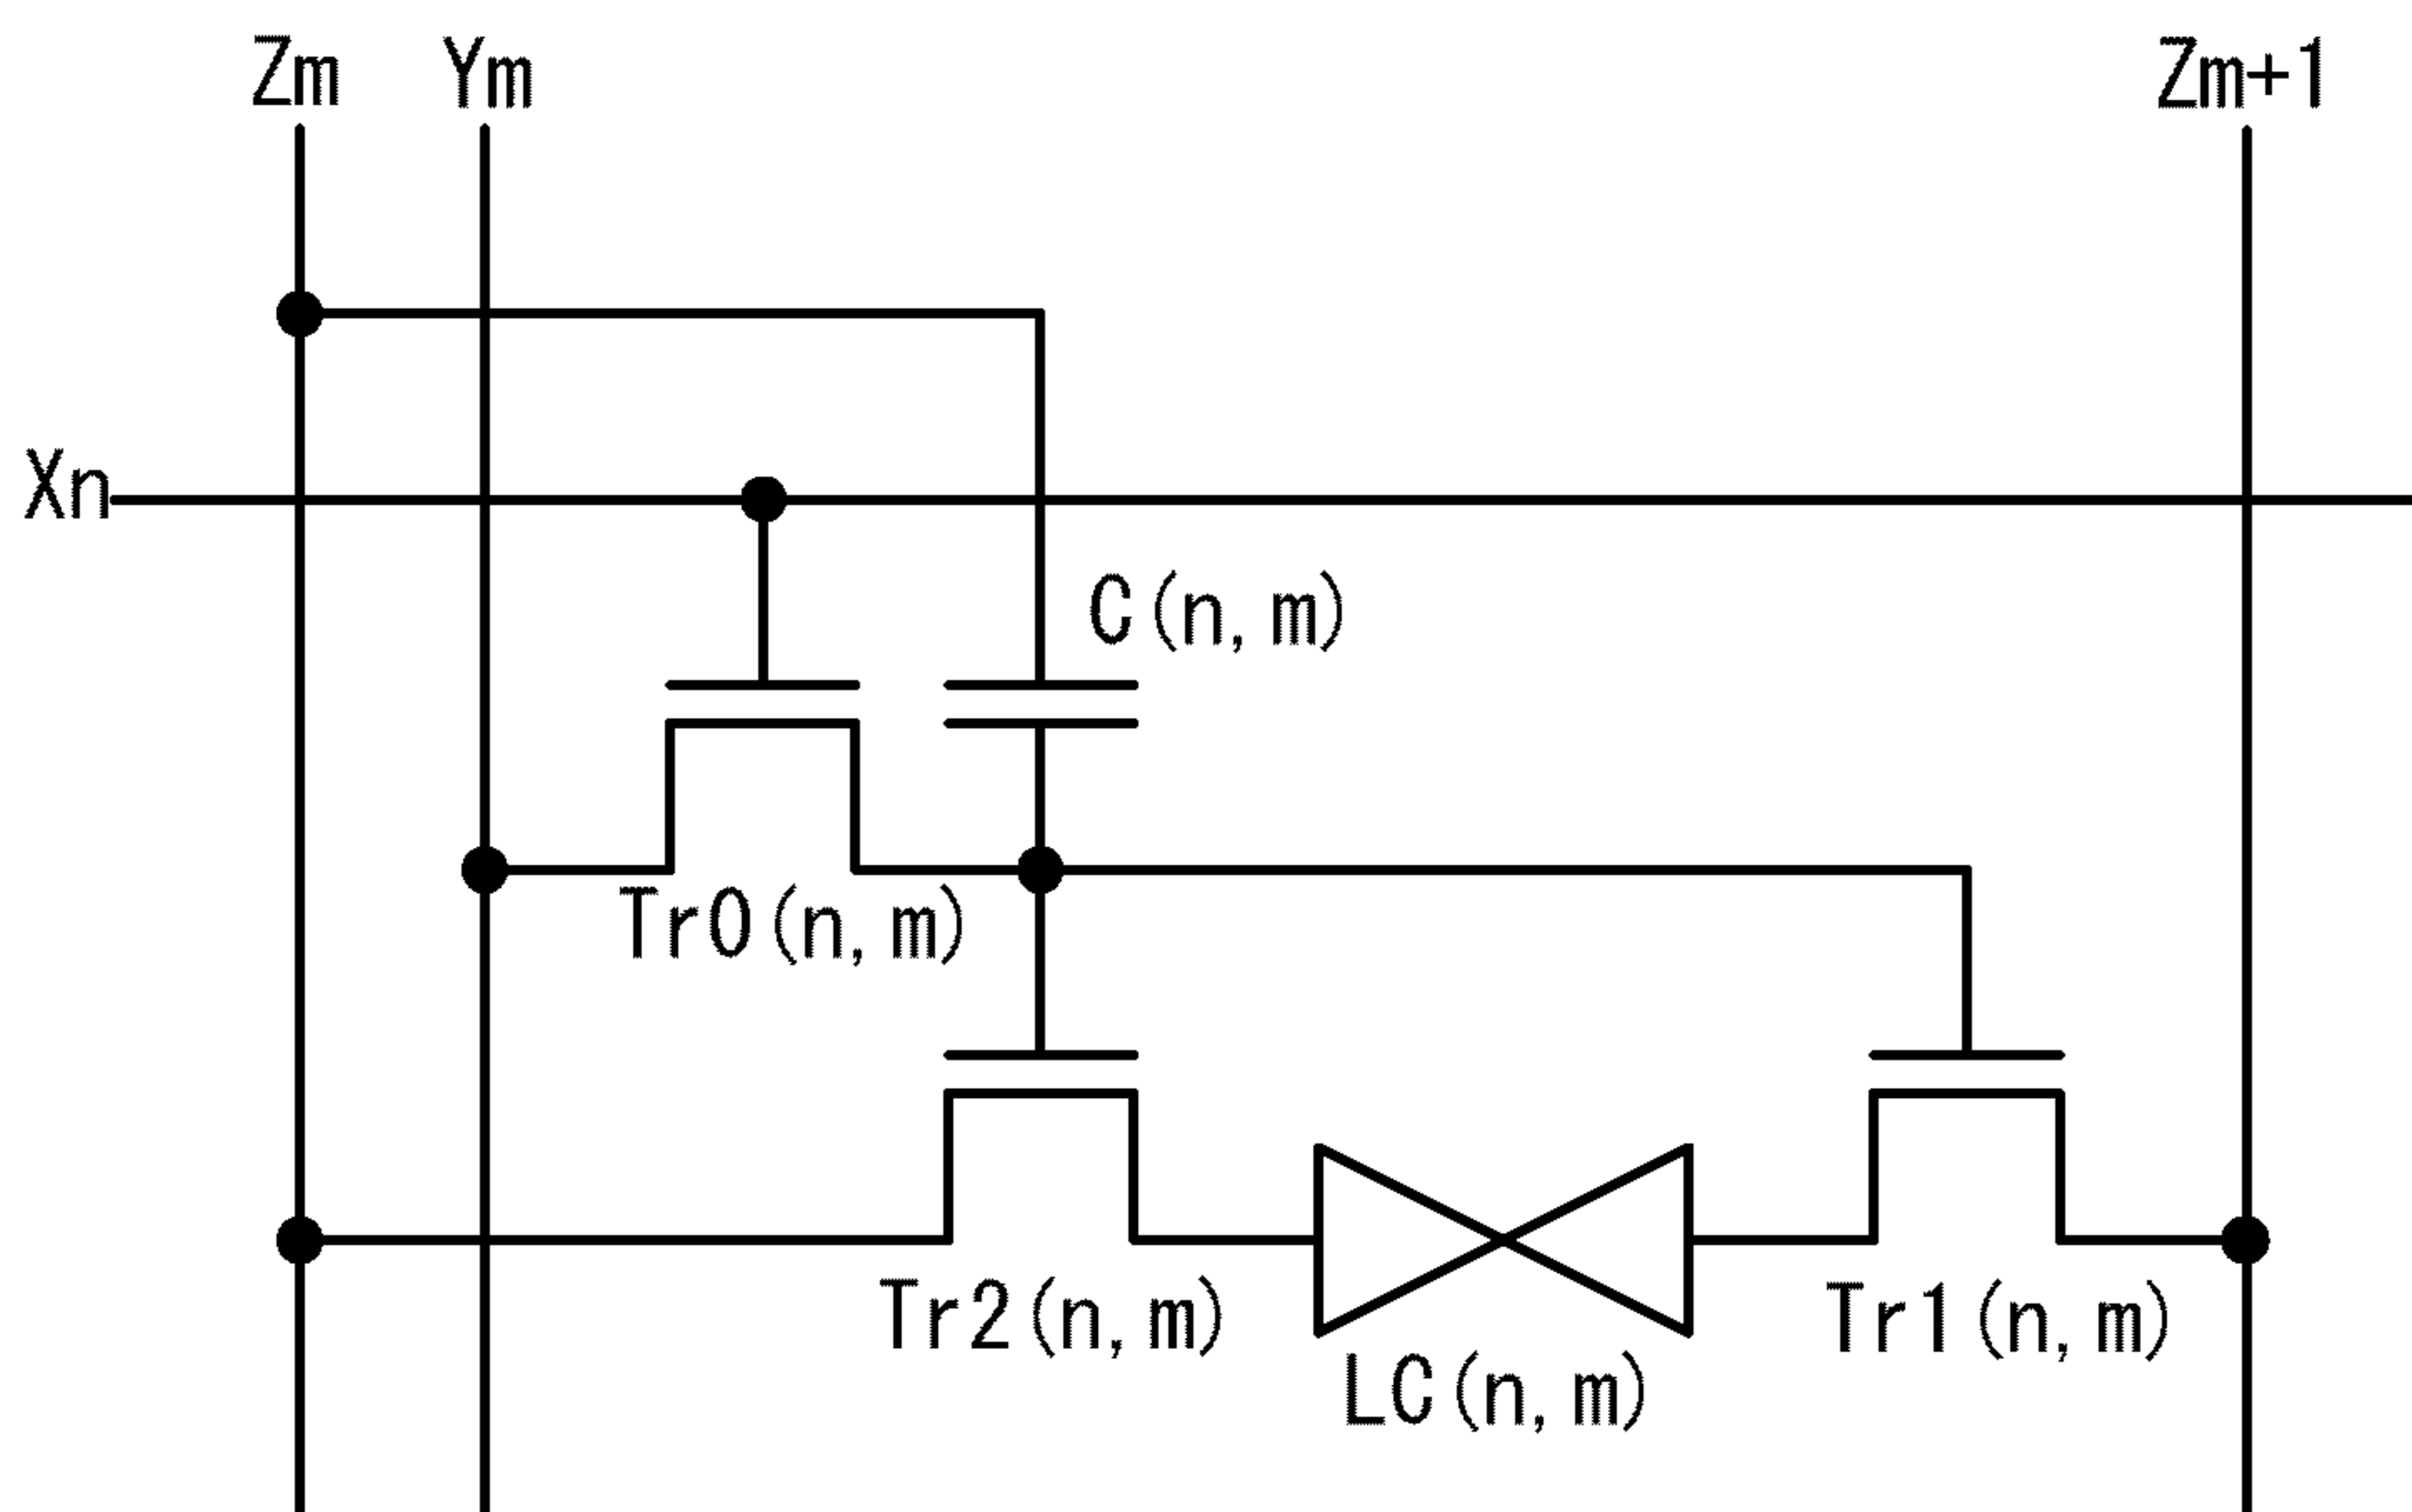 Zm Ym Zm+1
Xn
C(n,m)
Tr0(n,m)
Tr2(n,m) Tr1(n,m)
LC(n,m)